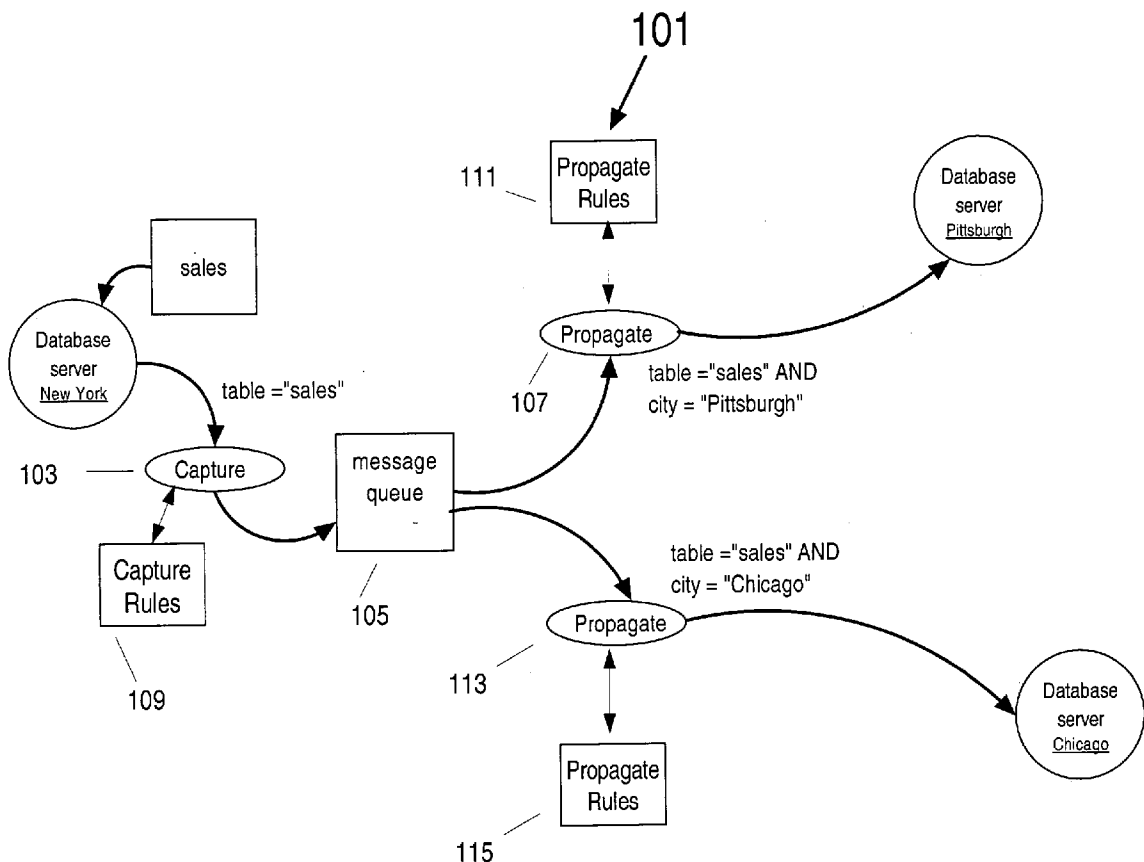 101
Propagate
Rules
111
Database
server
Pittsburgh
sales
Database
server
New York
Propagate
107
table ="sales" AND
city = "Pittsburgh"
table ="sales"
103
Capture
message
queue
Capture
Rules
109
105
table ="sales" AND
city = "Chicago"
Propagate
113
Database
server
Chicago
Propagate
Rules
115